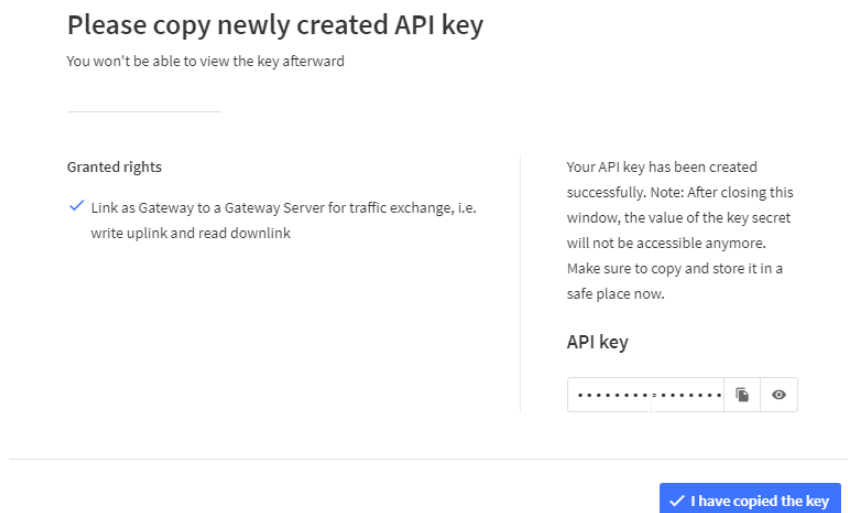 Please copy newly created API key
You won't be able to view the key afterward
Granted rights
Link as Gateway to a Gateway Server for traffic exchange, i.e.
write uplink and read downlink
Your API key has been created
successfully. Note: After closing this
window, the value of the key secret
will not be accessible anymore.
Make sure to copy and store it in a
safe place now.
API key
I have copied the key